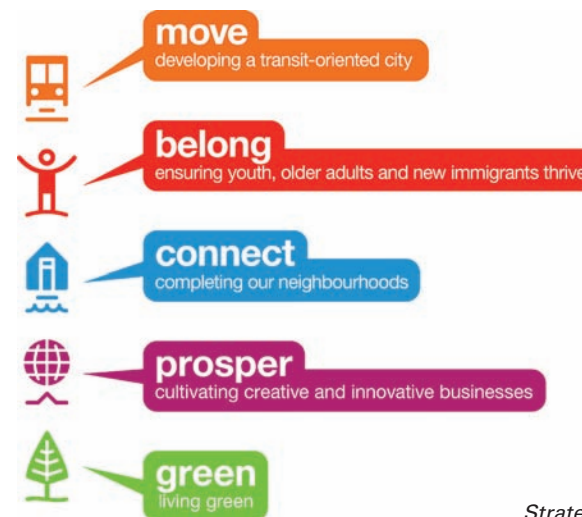 move
developing a transit-oriented city
belong
ensuring youth, older adults and new immigrants thrive
connect
completing our neighbourhoods
prosper
cultivating creative and innovative businesses
green
living green